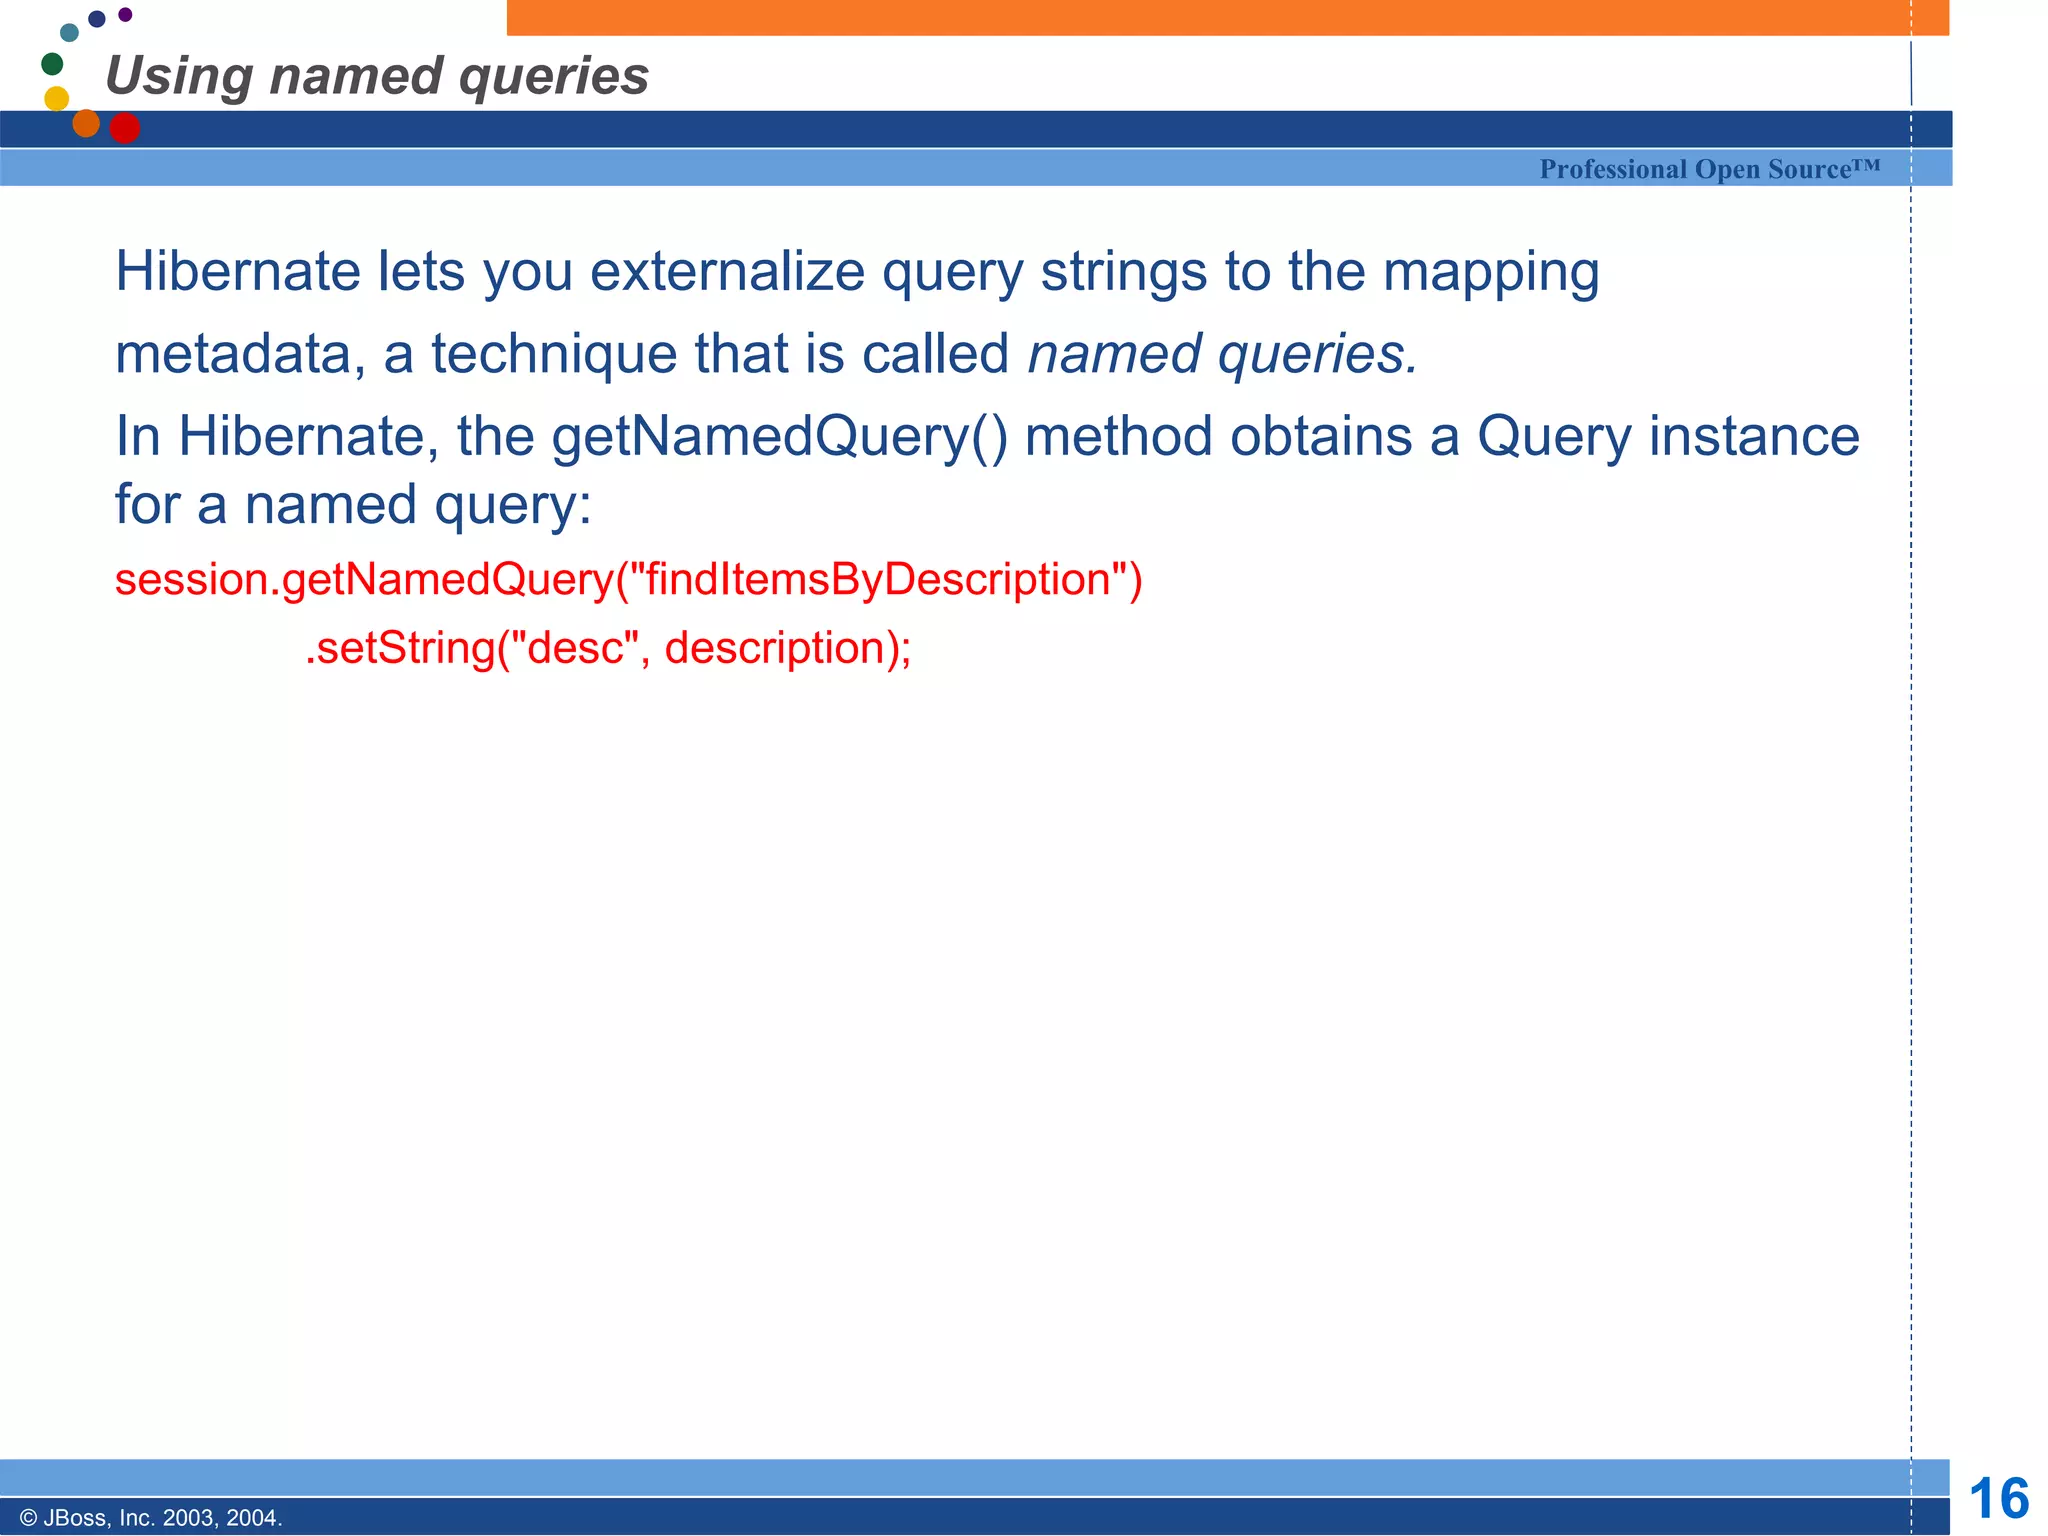 Using named queries
Professional Open Source™
Hibernate lets you externalize query strings to the mapping
metadata, a technique that is called named queries.
In Hibernate, the getNamedQuery() method obtains a Query instance
for a named query:
session.getNamedQuery("findItemsByDescription")
.setString("desc", description);
© JBoss, Inc. 2003, 2004.
16